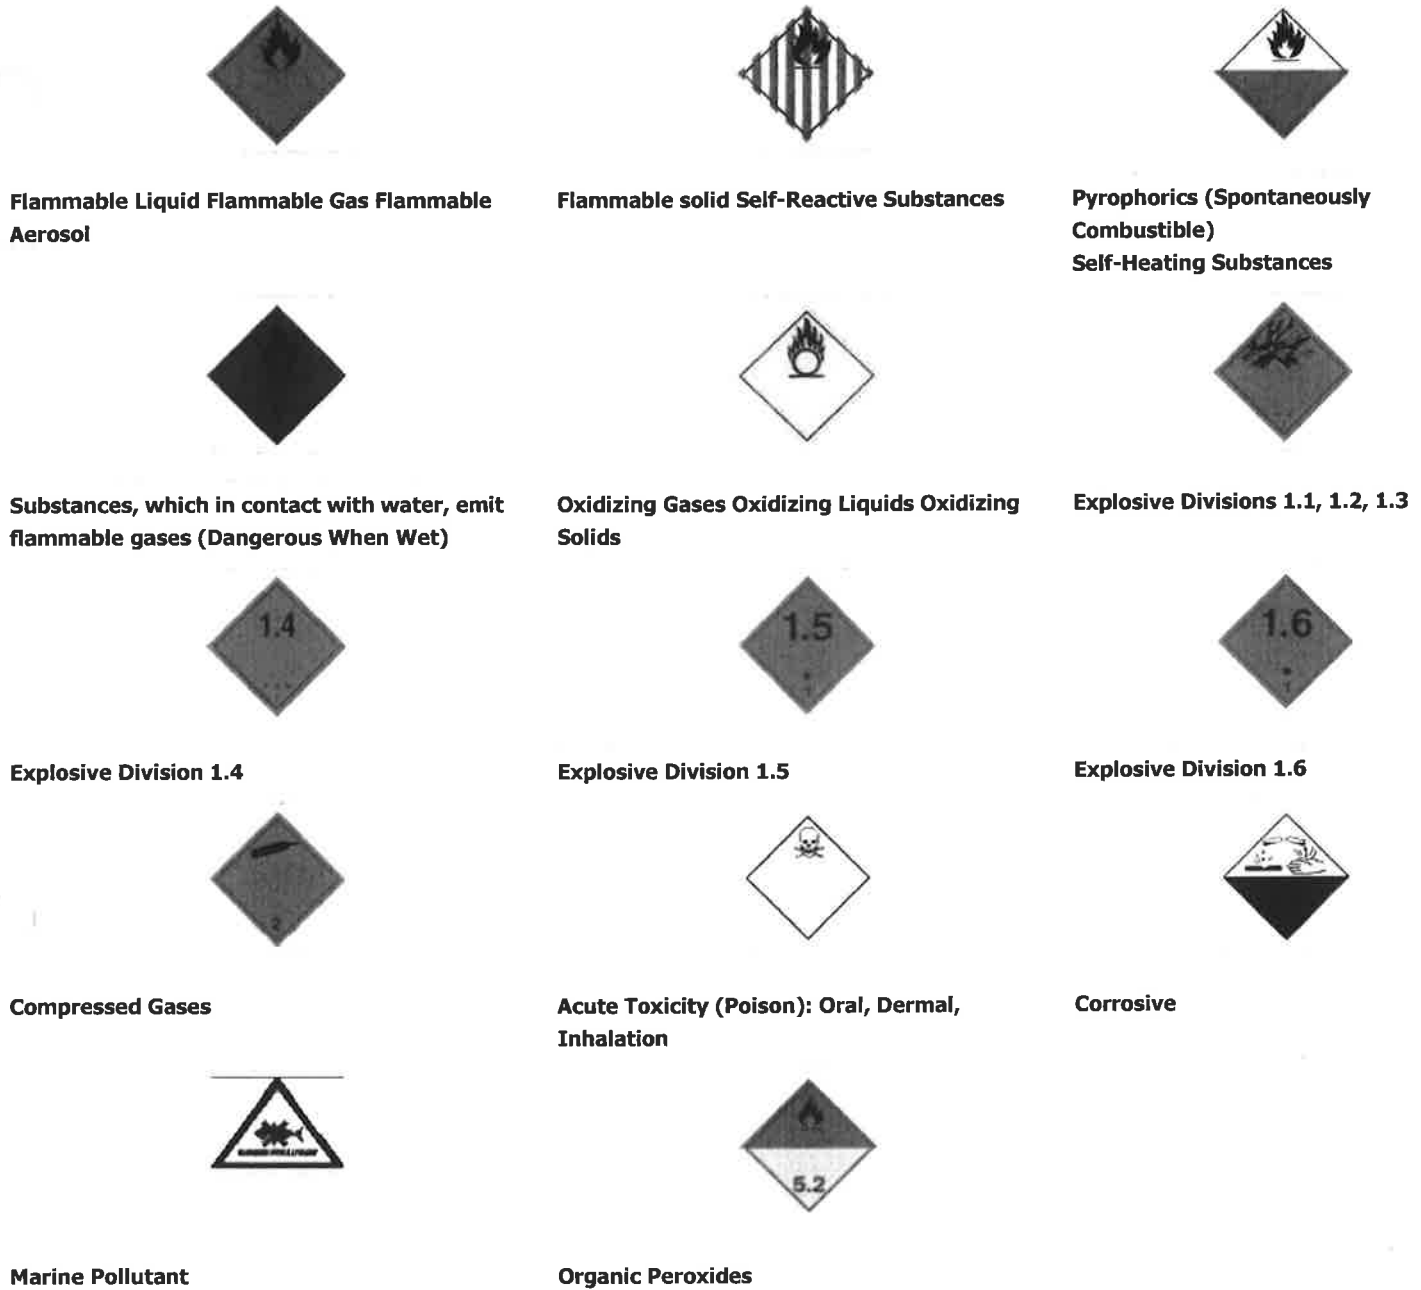 Flammable Liquid Flammable Gas Flammable
Aerosol
Flammable solid Self-Reactive Substances
Pyrophorics (Spontaneously
Combustible)
Self-Heating Substances
Substances, which in contact with water, emit
flammable gases (Dangerous When Wet)
Oxidizing Gases Oxidizing Liquids Oxidizing
Solids
Explosive Divisions 1.1, 1.2, 1.3
1.4
1.5
1
1.6
1
Explosive Division 1.4
Explosive Division 1.5
Explosive Division 1.6
2
Compressed Gases
Acute Toxicity (Poison): Oral, Dermal,
Inhalation
Corrosive
MARINE POLLUTANT
5.2
Marine Pollutant
Organic Peroxides